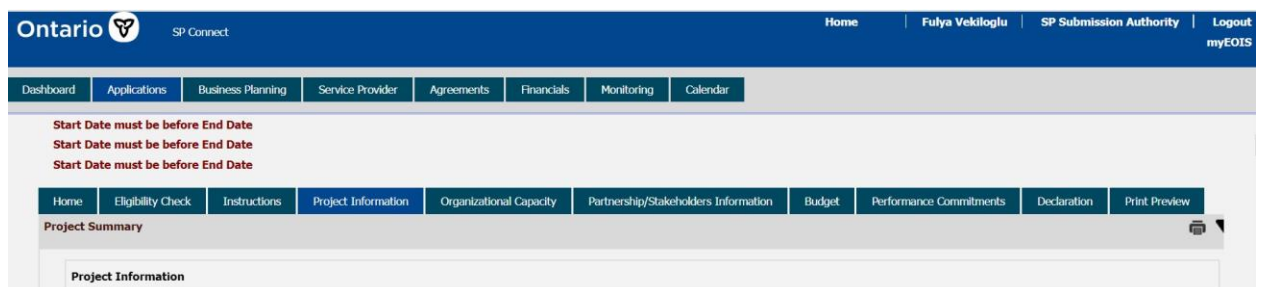 Ontario SP Connect Home | Fulya Vekiloglu | SP Submission Authority | Logout
myEOIS
Dashboard Applications Business Planning Service Provider Agreements Financials Monitoring Calendar
Start Date must be before End Date
Start Date must be before End Date
Start Date must be before End Date
Home Eligibility Check Instructions Project Information Organizational Capacity Partnership/Stakeholders Information Budget Performance Commitments Declaration Print Preview
Project Summary
Project Information